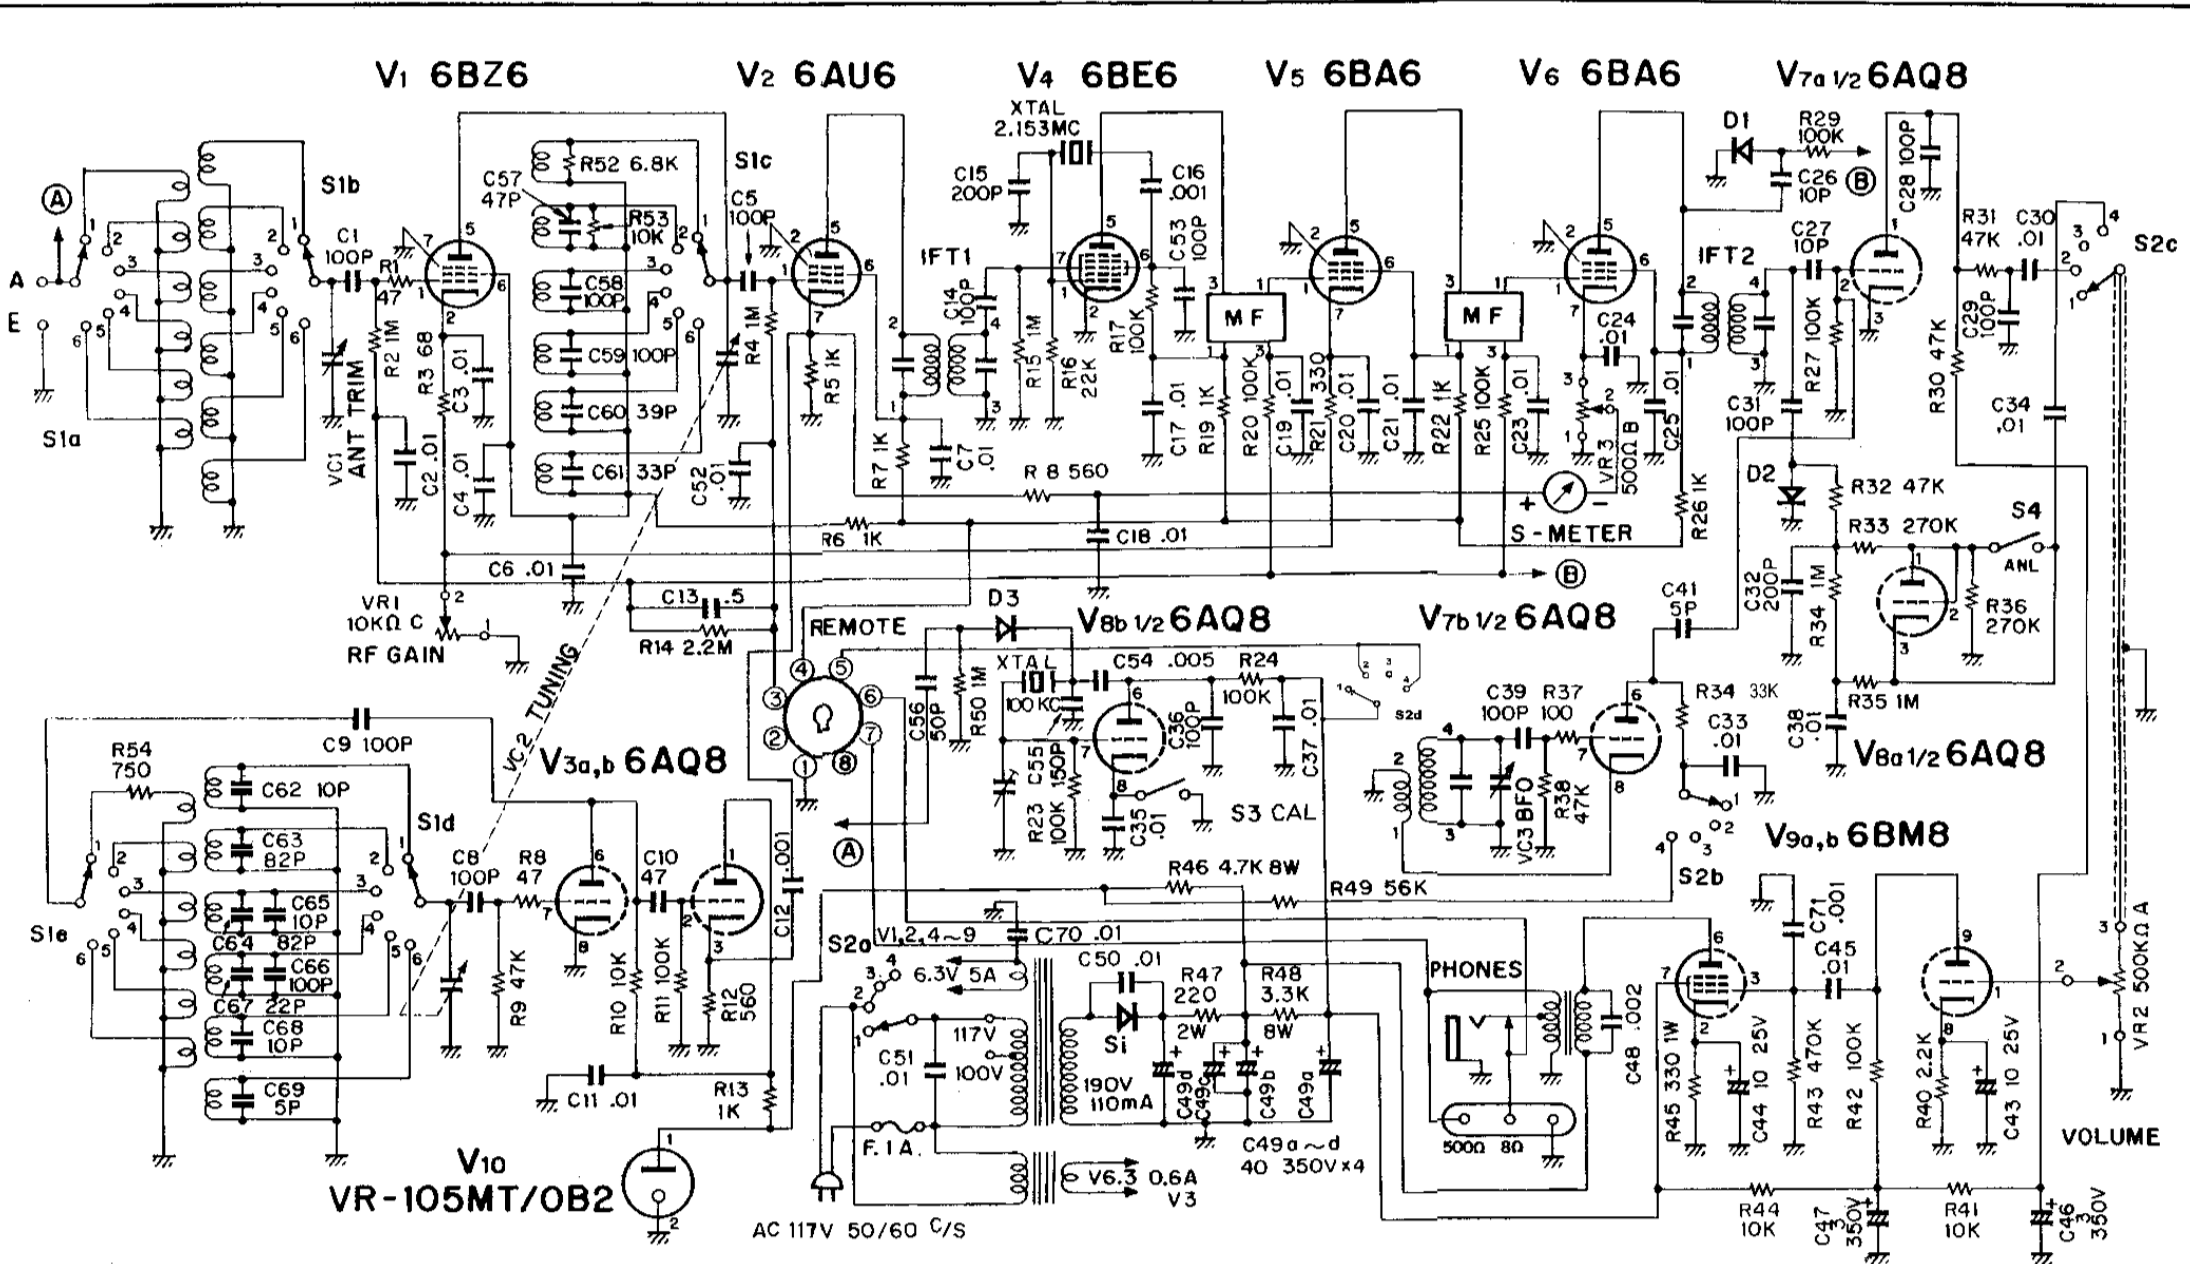 V1 6BZ6
V2 6AU6
V4 6BE6
V5 6BA6
V6 6BA6
V7a 1/2 6AQ8
XTAL
2.153MC
D1
R29
100K
C28 100P
S1b
C57
47P
R52 6.8K
S1c
C15
200P
C16
.001
C26
10P
B
A
R53
10K
C5
100P
C53
100P
R31
47K
C30
.01
S2c
C1
100P
R1
47
IFT1
C14
100P
C27
10P
IFT2
A
E
C58
100P
MF
MF
C29
100P
R2 1M
R3 68
C3 .01
C59 100P
R4 1M
R5 1K
R15 1M
R16
22K
R17
100K
C24
.01
R27 100K
R30 47K
S1a
VC1
ANT TRIM
C2 .01
C4 .01
C60 39P
C61 33P
C52
.01
R7 1K
C7
.01
C17 .01
R19 1K
R20 100K
C19 .01
R21 330
C20 .01
C21 .01
R22 1K
R25 100K
C23 .01
VR3
500Ω B
C25 .01
C31
100P
C34
.01
R 8 560
+
-
S-METER
R26 1K
D2
R32 47K
R33 270K
S4
ANL
R6 1K
C18 .01
C6 .01
B
C32
200P
R34 1M
R36
270K
VR1
10KΩ C
RF GAIN
C13 .5
R14 2.2M
REMOTE
D3
V8b 1/2 6AQ8
V7b 1/2 6AQ8
C41
5P
XTAL
100 KC
C54 .005
R24
100K
S2d
C39
100P
R37
100
R34 33K
C33
.01
R35 1M
C38
.01
V8a 1/2 6AQ8
VC2 TUNING
C9 100P
R54
750
V3a,b 6AQ8
C56
50P
R50 1M
C55
150P
R23
100K
C36
100P
C37 .01
C35
.01
S3 CAL
VC3 BFO
R38
47K
S2b
V9a,b 6BM8
C62 10P
S1d
C63
82P
C8
100P
R8
47
C10
47
C12 .001
A
R46 4.7K 8W
R49 56K
C71
.001
C65
10P
C64 82P
S1e
C66
100P
C67 22P
C68
10P
C69
5P
R9 47K
R10 10K
R11 100K
R12
560
S2a
V1,2,4~9
6.3V 5A
C70 .01
C50 .01
R47
220
2W
R48
3.3K
8W
PHONES
C45
.01
117V
100V
C51
.01
Si
190V
110mA
C49d
C49c
C49b
C49a
C48 .002
R45 330 1W
C44 10 25V
R43 470K
R42 100K
R40 2.2K
C43 10 25V
VR2 500KΩ A
VOLUME
C11 .01
R13
1K
F.1A.
C49a~d
40 350V×4
500Ω 8Ω
V10
VR-105MT/OB2
V6.3 0.6A
V3
AC 117V 50/60 C/S
R44
10K
C47
3
350V
R41
10K
C46
3
350V